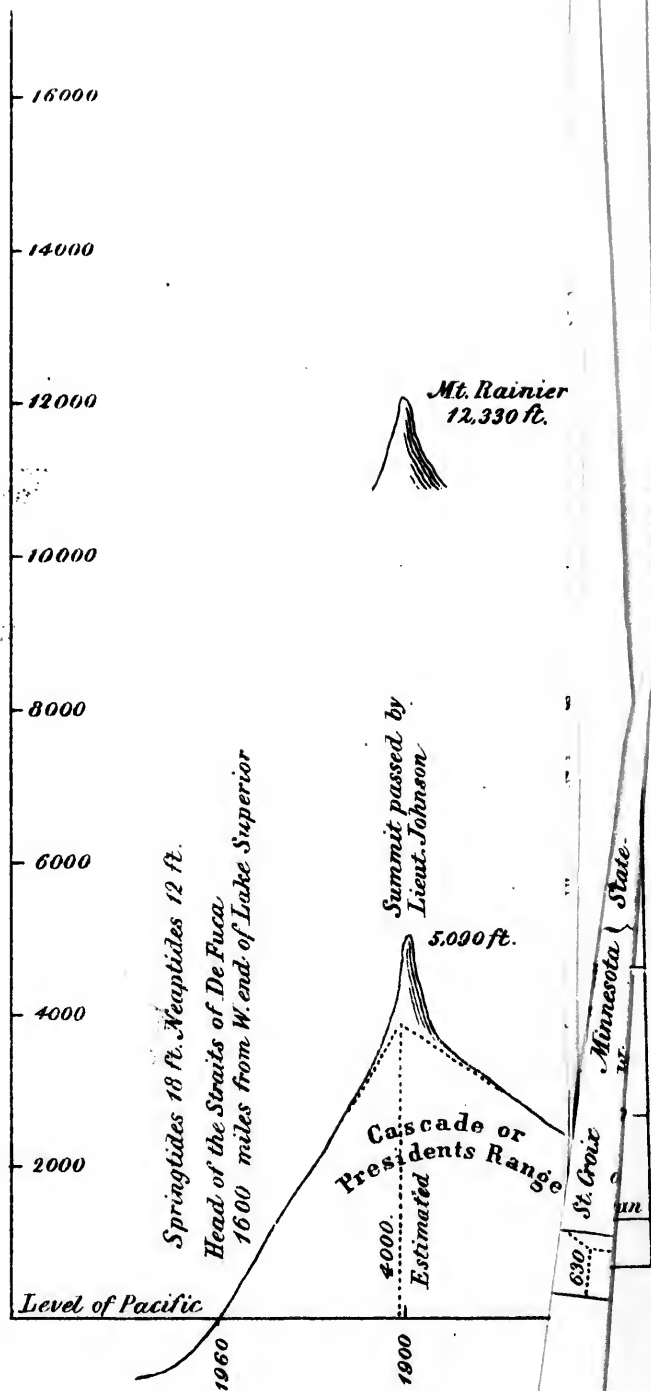 16000
14000
12000
Mt. Rainier
12,330 ft.
10000
8000
Summit passed by
Lieut. Johnson
6000
5,090 ft.
Springtides 18 ft. Neaptides 12 ft.
Head of the Straits of De Fuca
1600 miles from W. end of Lake Superior
4000
Cascade or
Presidents Range
2000
4000.
Estimated
Level of Pacific
1960
1900
St. Croix
Minnesota
State
630